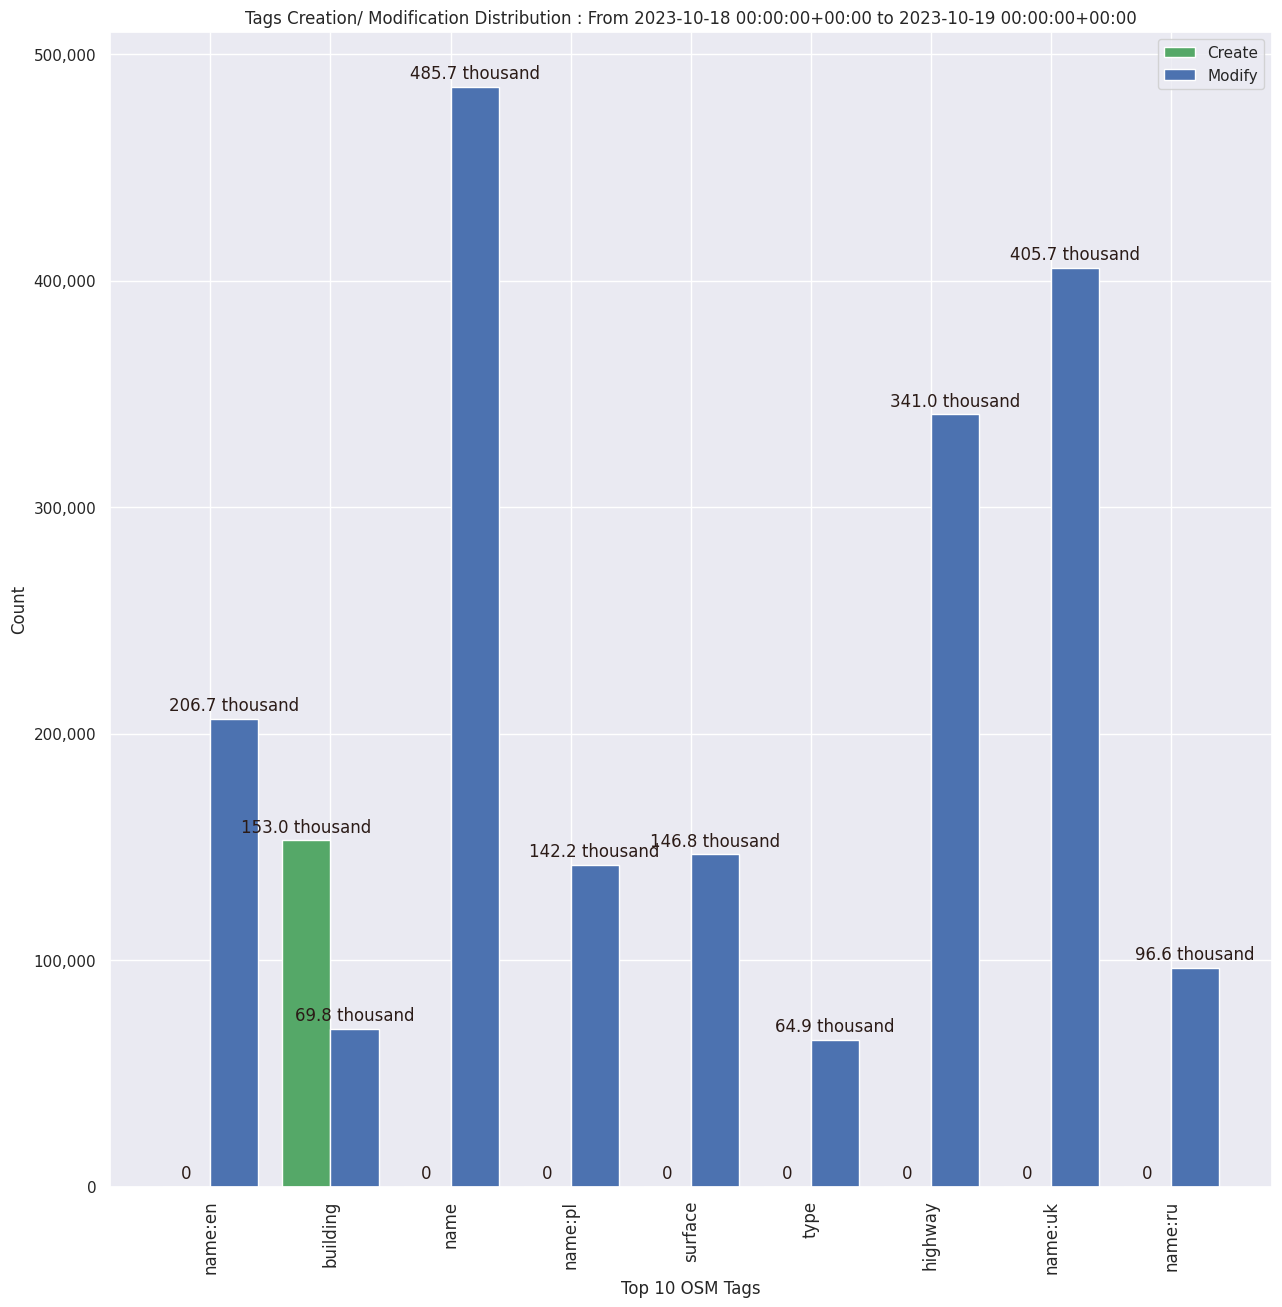 Tags Creation/ Modification Distribution : From 2023-10-18 00:00:00+00:00 to 2023-10-19 00:00:00+00:00
Create
Modify
500,000
400,000
300,000
200,000
100,000
0
Count
485.7 thousand
405.7 thousand
341.0 thousand
206.7 thousand
153.0 thousand
142.2 thousand
146.8 thousand
96.6 thousand
69.8 thousand
64.9 thousand
0
0
0
0
0
0
0
0
name:en
building
name
name:pl
surface
type
highway
name:uk
name:ru
Top 10 OSM Tags